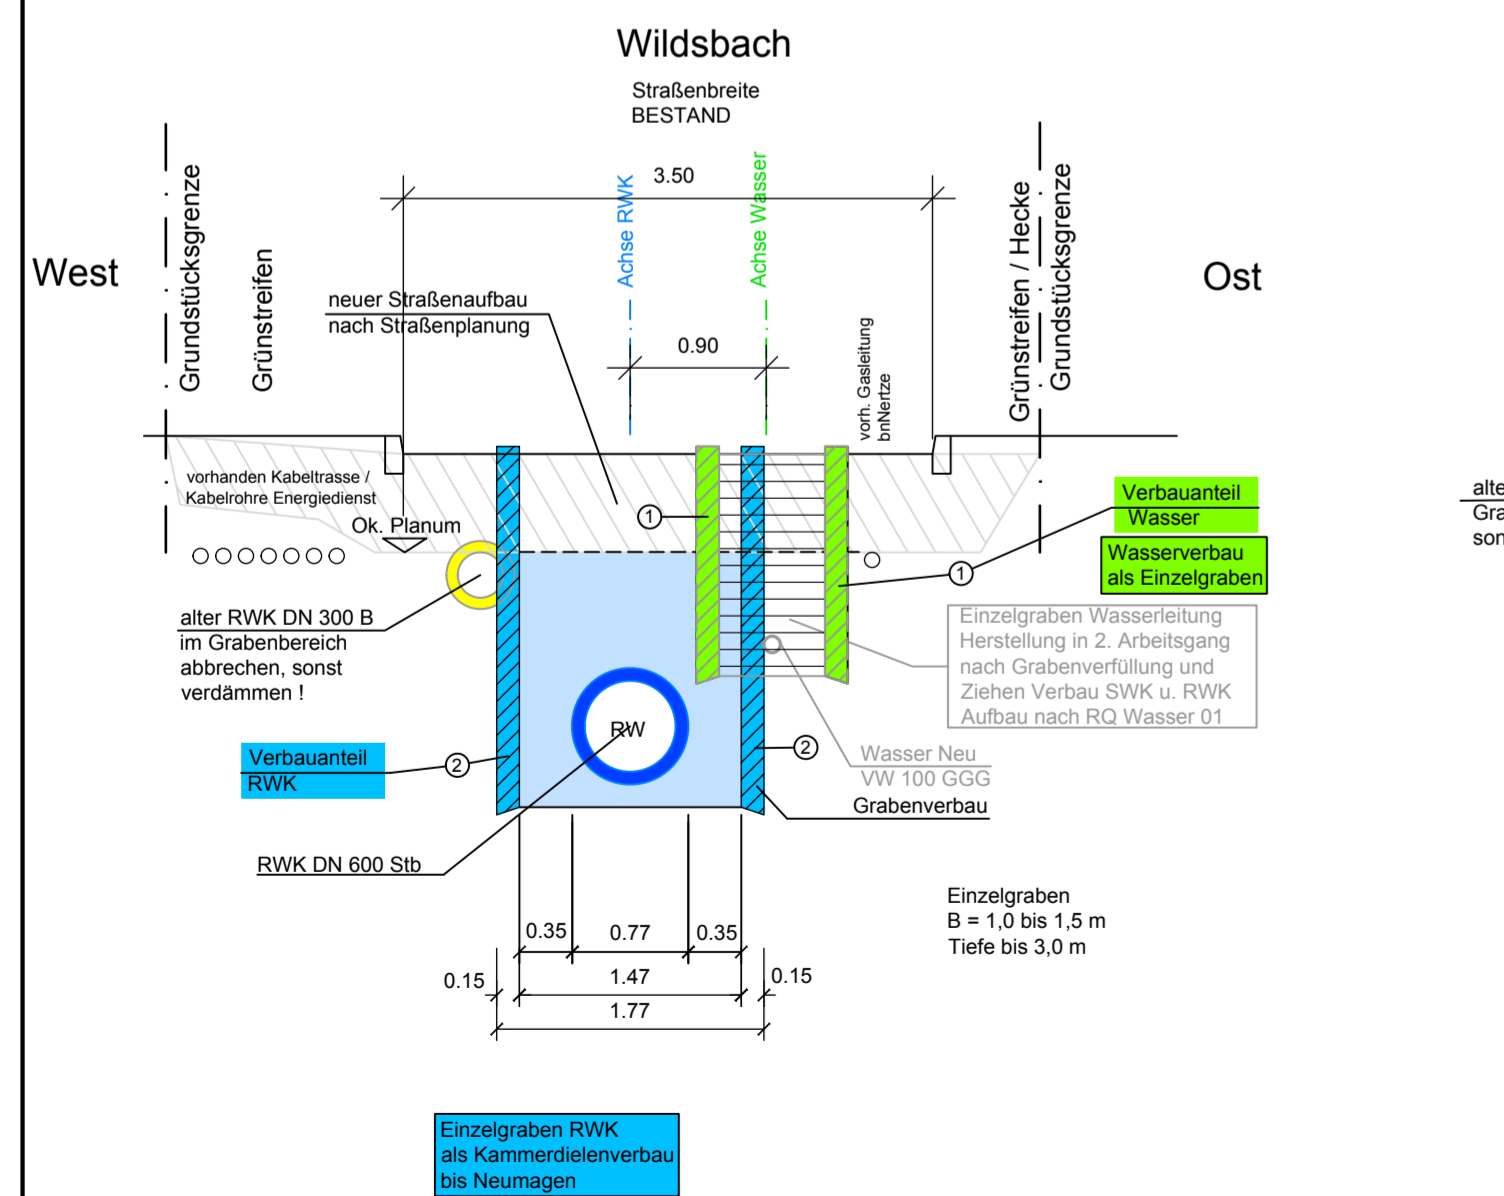 Wildsbach
Straßenbreite
BESTAND
3.50
Achse RWK
Achse Wasser
0.90
West
Ost
Grundstücksgrenze
Grünstreifen
Grünstreifen / Hecke
Grundstücksgrenze
neuer Straßenaufbau
nach Straßenplanung
vorh. Gasleitung
bnNertze
vorhanden Kabeltrasse /
Kabelrohre Energiedienst
Ok. Planum
1
Verbauanteil
Wasser
Wasserverbau
als Einzelgraben
1
alter RWK DN 300 B
im Grabenbereich
abbrechen, sonst
verdämmen !
Einzelgraben Wasserleitung
Herstellung in 2. Arbeitsgang
nach Grabenverfüllung und
Ziehen Verbau SWK u. RWK
Aufbau nach RQ Wasser 01
RW
Verbauanteil
RWK
2
2
Wasser Neu
VW 100 GGG
Grabenverbau
RWK DN 600 Stb
Einzelgraben
B = 1,0 bis 1,5 m
Tiefe bis 3,0 m
0.35
0.77
0.35
0.15
1.47
0.15
1.77
Einzelgraben RWK
als Kammerdielenverbau
bis Neumagen
alte
Gra
son